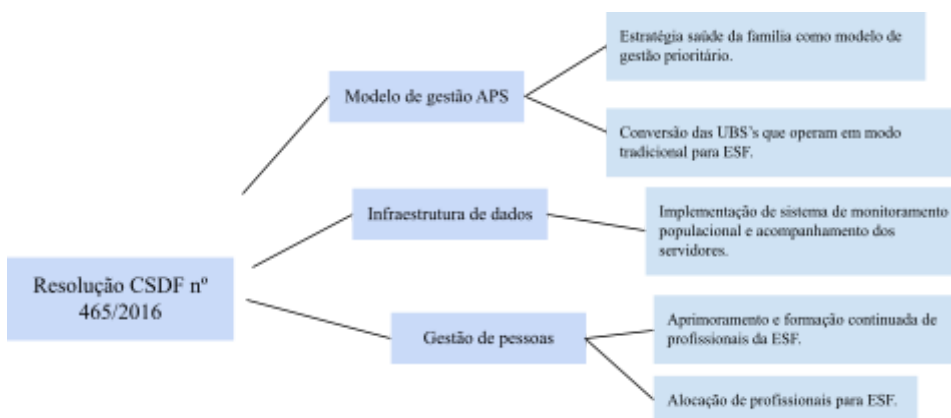 Estratégia saúde da família como modelo de
gestão prioritário.
Modelo de gestão APS
Conversão das UBS's que operam em modo
tradicional para ESF.
Infraestrutura de dados
Implementação de sistema de monitoramento
populacional e acompanhamento dos
servidores.
Resolução CSDF nº
465/2016
Gestão de pessoas
Aprimoramento e formação continuada de
profissionais da ESF.
Alocação de profissionais para ESF.